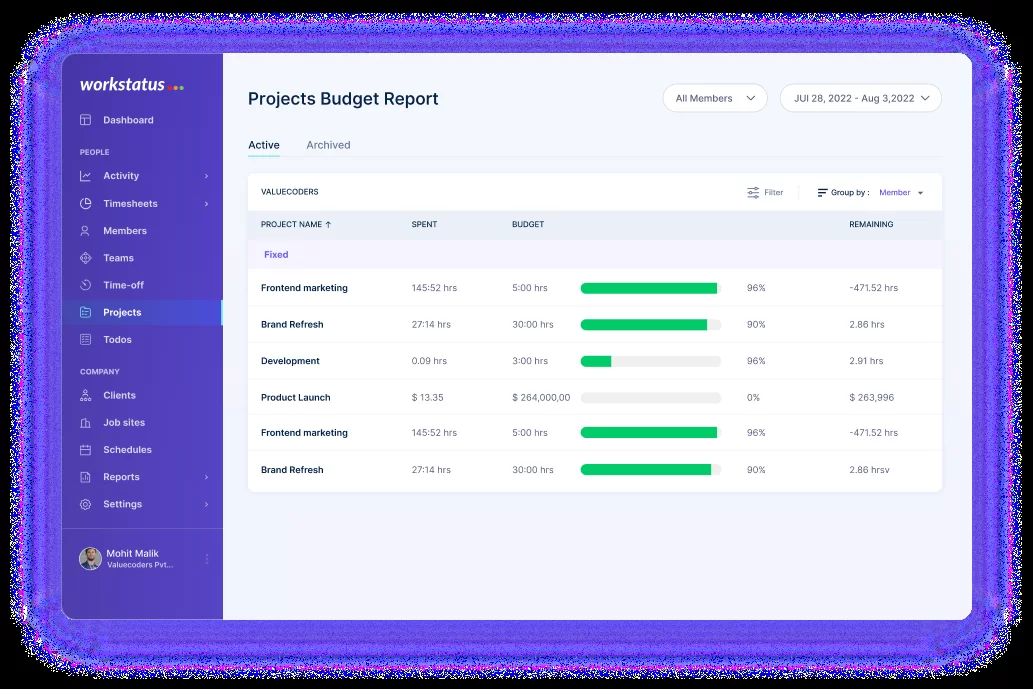 workstatus
Projects Budget Report
All Members
JUl 28, 2022 - Aug 3,2022
Dashboard
PEOPLE
Activity
Timesheets
Members
Teams
Time-off
Projects
Todos
COMPANY
Clients
Job sites
Schedules
Reports
Settings
Mohit Malik
Valuecoders Pvt...
Active Archived
VALUECODERS Filter Group by : Member
PROJECT NAME ↑ SPENT BUDGET REMAINING
Fixed
Frontend marketing 145:52 hrs 5:00 hrs 96% -471.52 hrs
Brand Refresh 27:14 hrs 30:00 hrs 90% 2.86 hrs
Development 0.09 hrs 3:00 hrs 96% 2.91 hrs
Product Launch $ 13.35 $ 264,000,00 0% $ 263,996
Frontend marketing 145:52 hrs 5:00 hrs 96% -471.52 hrs
Brand Refresh 27:14 hrs 30:00 hrs 90% 2.86 hrsv